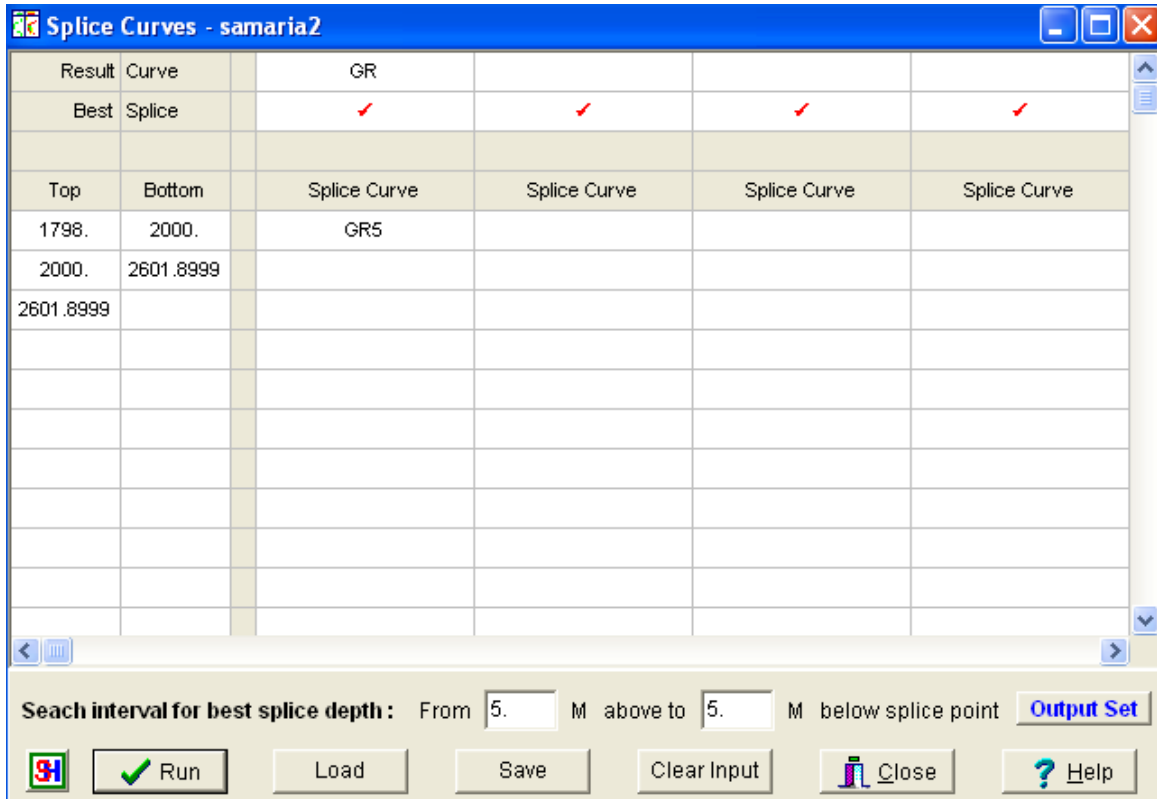 Splice Curves - samaria2
Result Curve GR
Best Splice
Top Bottom Splice Curve Splice Curve Splice Curve Splice Curve
1798. 2000. GR5
2000. 2601.8999
2601.8999
Seach interval for best splice depth : From 5. M above to 5. M below splice point Output Set
Run Load Save Clear Input Close Help